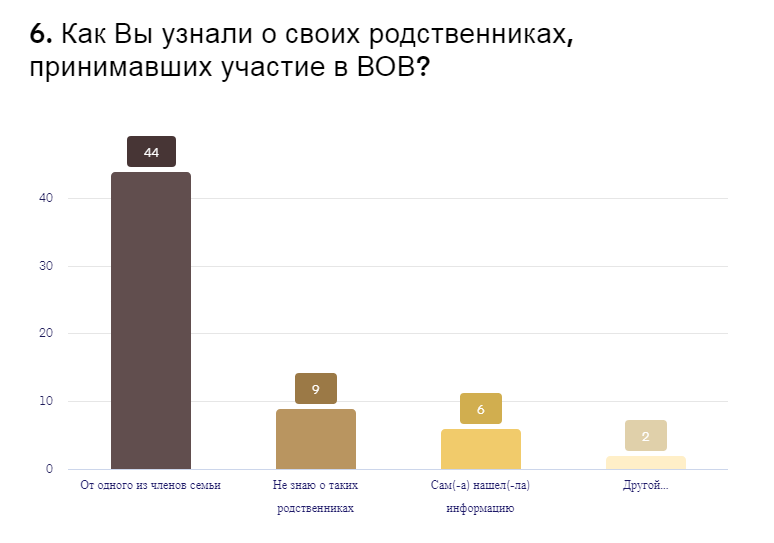 6. Как Вы узнали о своих родственниках,
принимавших участие в ВОВ?
44
40
30
20
9
10
6
2
0
От одного из членов семьи
Не знаю о таких
родственниках
Сам(-а) нашел(-ла)
информацию
Другой...